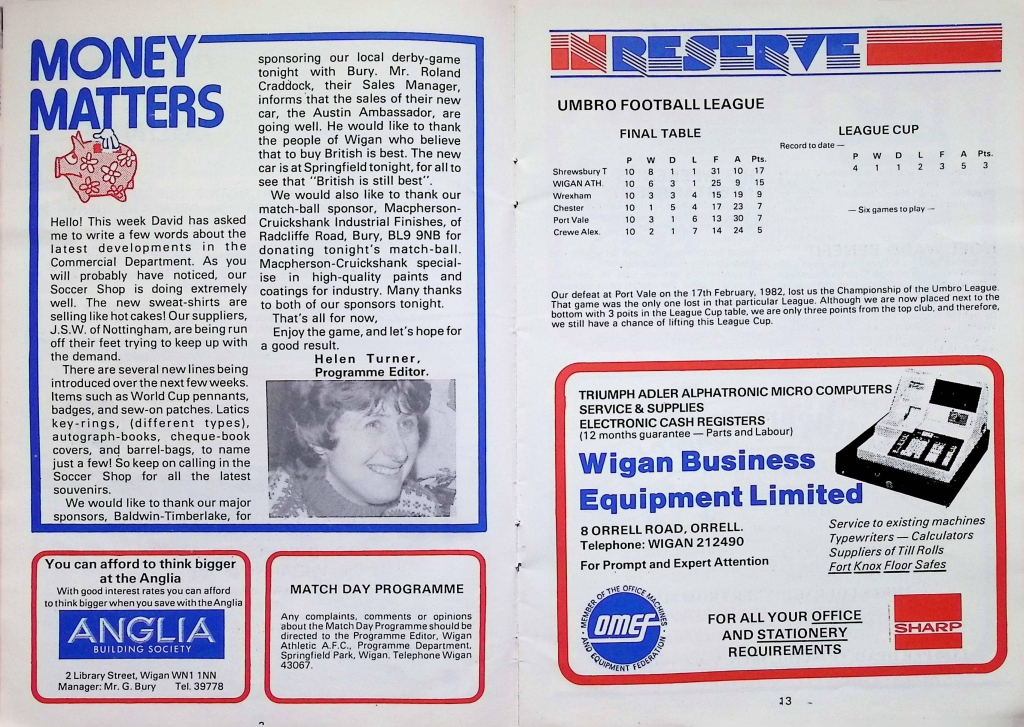 MONEY
MATTERS
Hello! This week David has asked
me to write a few words about the
latest developments in the
Commercial Department. As you
will probably have noticed, our
Soccer Shop is doing extremely
well. The new sweat-shirts are
selling like hot cakes! Our suppliers,
J.S.W. of Nottingham, are being run
off their feet trying to keep up with
the demand.
There are several new lines being
introduced over the next few weeks.
Items such as World Cup pennants,
badges, and sew-on patches. Latics
key-rings, (different types),
autograph-books, cheque-book
covers, and barrel-bags, to name
just a few! So keep on calling in the
Soccer Shop for all the latest
souvenirs.
We would like to thank our major
sponsors, Baldwin-Timberlake, for
sponsoring our local derby-game
tonight with Bury. Mr. Roland
Craddock, their Sales Manager,
informs that the sales of their new
car, the Austin Ambassador, are
going well. He would like to thank
the people of Wigan who believe
that to buy British is best. The new
car is at Springfield tonight, for all to
see that "British is still best".
We would also like to thank our
match-ball sponsor, Macpherson-
Cruickshank Industrial Finishes, of
Radcliffe Road, Bury, BL9 9NB for
donating tonight's match-ball.
Macpherson-Cruickshank special-
ise in high-quality paints and
coatings for industry. Many thanks
to both of our sponsors tonight.
That's all for now,
Enjoy the game, and let's hope for
a good result.
Helen Turner,
Programme Editor.
You can afford to think bigger
at the Anglia
With good interest rates you can afford
to think bigger when you save with the Anglia
ANGLIA
BUILDING SOCIETY
2 Library Street, Wigan WN1 1NN
Manager: Mr. G. Bury Tel. 39778
MATCH DAY PROGRAMME
Any complaints, comments or opinions
about the Match Day Programme should be
directed to the Programme Editor, Wigan
Athletic A.F.C., Programme Department,
Springfield Park, Wigan. Telephone Wigan
43067.
IN RESERVE
UMBRO FOOTBALL LEAGUE
FINAL TABLE
P W D L F A Pts.
Shrewsbury T 10 8 1 1 31 10 17
WIGAN ATH. 10 6 3 1 25 9 15
Wrexham 10 3 3 4 15 19 9
Chester 10 1 5 4 17 23 7
Port Vale 10 3 1 6 13 30 7
Crewe Alex. 10 2 1 7 14 24 5
LEAGUE CUP
Record to date —
P W D L F A Pts.
4 1 1 2 3 5 3
— Six games to play —
Our defeat at Port Vale on the 17th February, 1982, lost us the Championship of the Umbro League.
That game was the only one lost in that particular League. Although we are now placed next to the
bottom with 3 poits in the League Cup table, we are only three points from the top club, and therefore,
we still have a chance of lifting this League Cup.
TRIUMPH ADLER ALPHATRONIC MICRO COMPUTERS
SERVICE & SUPPLIES
ELECTRONIC CASH REGISTERS
(12 months guarantee — Parts and Labour)
Wigan Business
Equipment Limited
8 ORRELL ROAD, ORRELL.
Telephone: WIGAN 212490
For Prompt and Expert Attention
Service to existing machines
Typewriters — Calculators
Suppliers of Till Rolls
Fort Knox Floor Safes
MEMBER OF THE OFFICE MACHINES
OMEF
AND EQUIPMENT FEDERATION
FOR ALL YOUR OFFICE
AND STATIONERY
REQUIREMENTS
SHARP
13